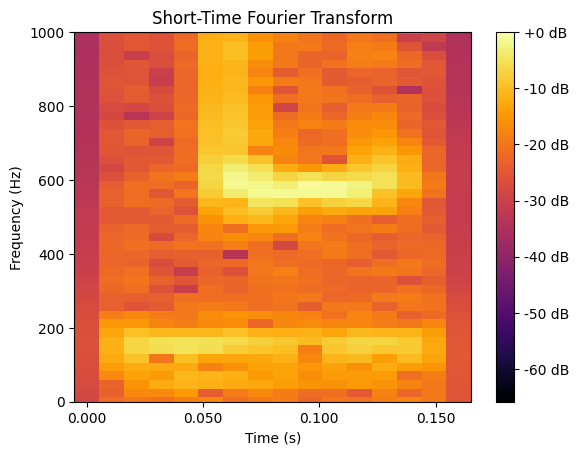 Short-Time Fourier Transform
1000
800
600
400
200
0
Frequency (Hz)
0.000
0.050
0.100
0.150
Time (s)
+0 dB
-10 dB
-20 dB
-30 dB
-40 dB
-50 dB
-60 dB